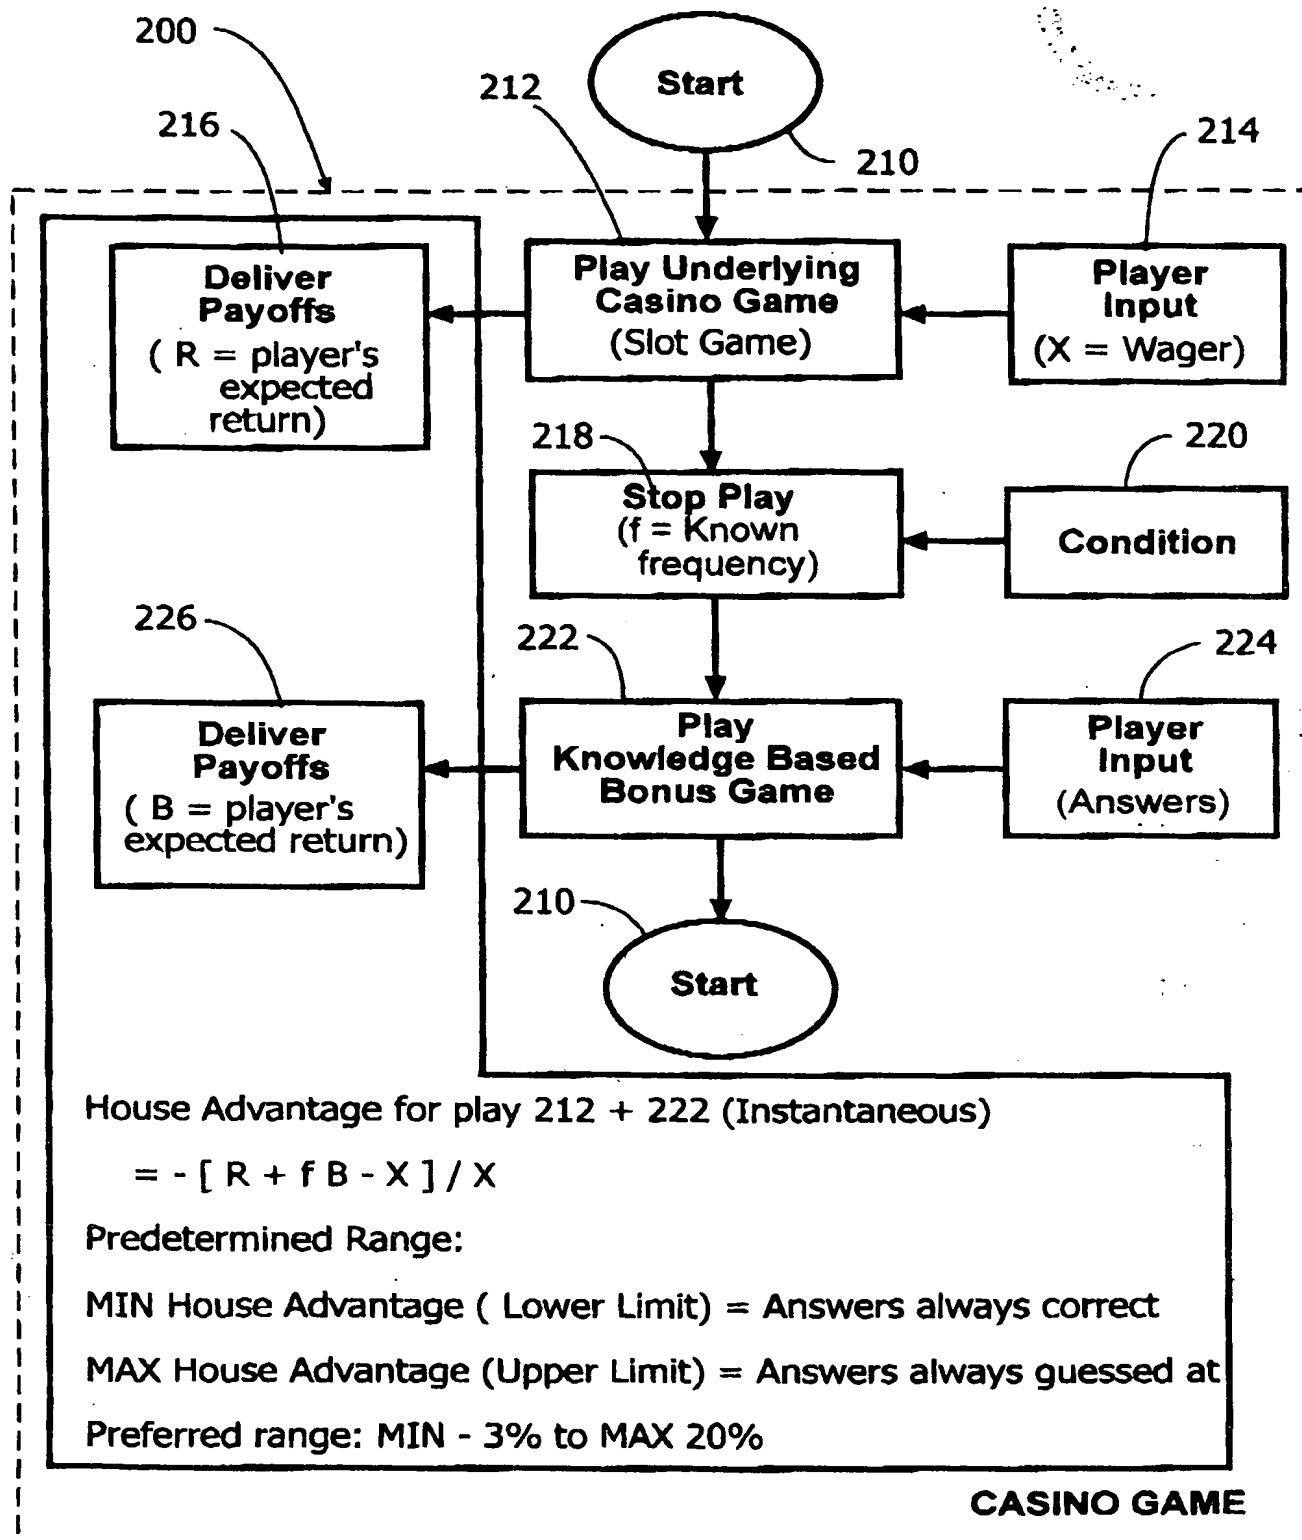 200
Start
212
216
214
210
Deliver
Payoffs
( R = player's
expected
return)
Play Underlying
Casino Game
(Slot Game)
Player
Input
(X = Wager)
218
220
Stop Play
(f = Known
frequency)
Condition
226
222
224
Deliver
Payoffs
( B = player's
expected return)
Play
Knowledge Based
Bonus Game
Player
Input
(Answers)
210
Start
House Advantage for play 212 + 222 (Instantaneous)
= - [ R + f B - X ] / X
Predetermined Range:
MIN House Advantage ( Lower Limit) = Answers always correct
MAX House Advantage (Upper Limit) = Answers always guessed at
Preferred range: MIN - 3% to MAX 20%
CASINO GAME